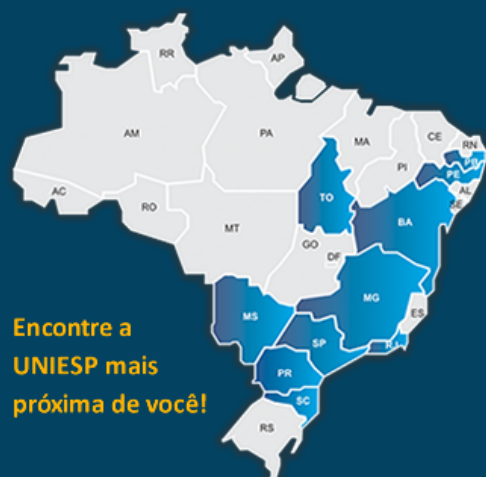 RR
AP
AM
PA
MA
CE
RN
PB
PI
PE
AC
AL
TO
SE
RO
BA
MT
GO
DF
MG
ES
MS
SP
RJ
PR
SC
RS
Encontre a
UNIESP mais
próxima de você!